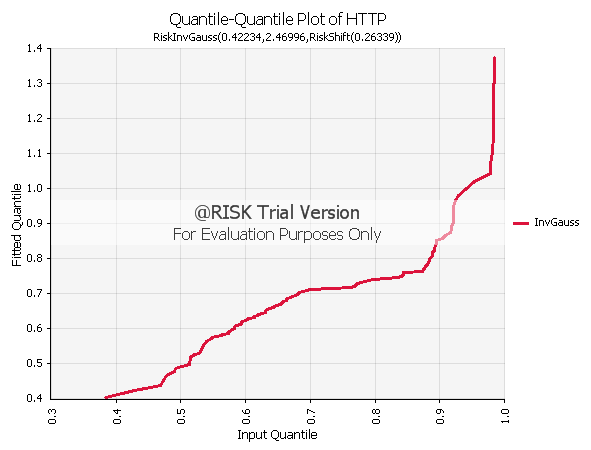 Quantile-Quantile Plot of HTTP
RiskInvGauss(0.42234,2.46996,RiskShift(0.26339))
1.4
1.3
1.2
1.1
1.0
0.9
0.8
0.7
0.6
0.5
0.4
Fitted Quantile
@RISK Trial Version
For Evaluation Purposes Only
InvGauss
0.3
0.4
0.5
0.6
0.7
0.8
0.9
1.0
Input Quantile